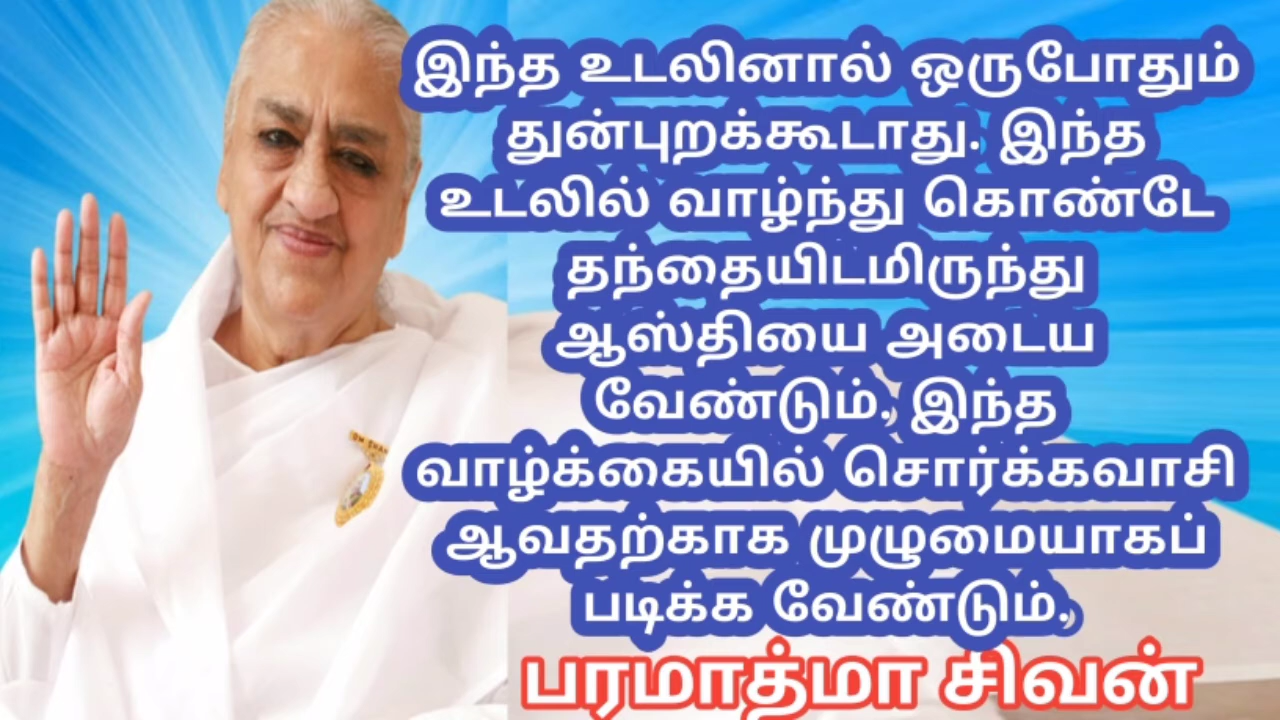 இந்த உடலினால் ஒருபோதும்
துன்புறக்கூடாது. இந்த
உடலில் வாழ்ந்து கொண்டே
தந்தையிடமிருந்து
ஆஸ்தியை அடைய
வேண்டும். இந்த
வாழ்க்கையில் சொர்க்கவாசி
ஆவதற்காக முழுமையாகப்
படிக்க வேண்டும்.
பரமாத்மா சிவன்